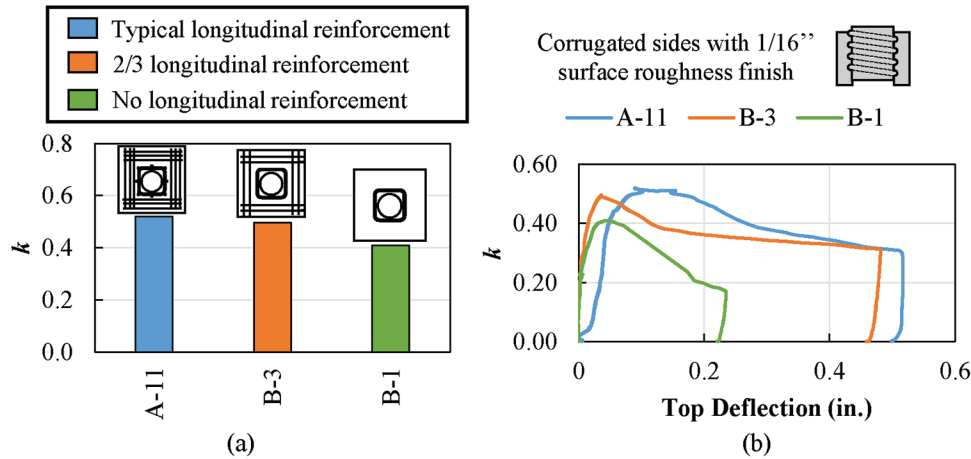 Typical longitudinal reinforcement
2/3 longitudinal reinforcement
No longitudinal reinforcement
0.8
0.6
0.4
0.2
0.0
k
A-11
B-3
B-1
(a)
Corrugated sides with 1/16’’
surface roughness finish
A-11 B-3 B-1
0.60
0.40
0.20
0.00
k
0 0.2 0.4 0.6
Top Deflection (in.)
(b)